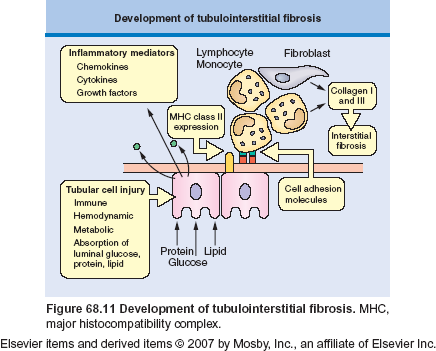 Development of tubulointerstitial fibrosis
Inflammatory mediators
Chemokines
Cytokines
Growth factors
Lymphocyte
Monocyte
Fibroblast
Collagen I
and III
MHC class II
expression
Interstitial
fibrosis
Tubular cell injury
Immune
Hemodynamic
Metabolic
Absorption of
luminal glucose,
protein, lipid
Cell adhesion
molecules
Protein Lipid
Glucose
Figure 68.11 Development of tubulointerstitial fibrosis. MHC,
major histocompatibility complex.
Elsevier items and derived items © 2007 by Mosby, Inc., an affiliate of Elsevier Inc.